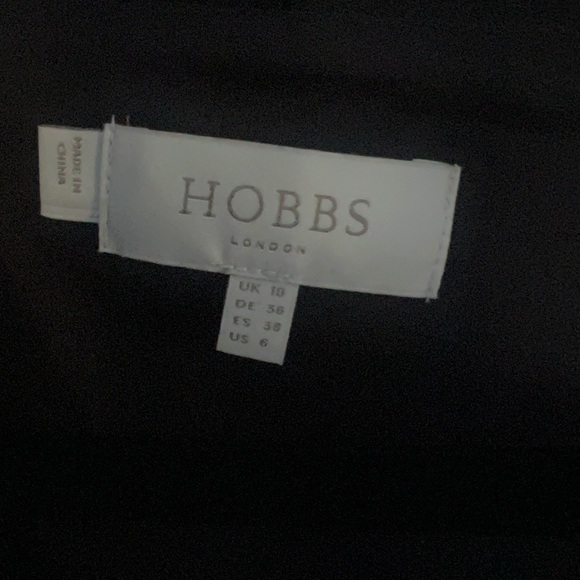 MADE IN
CHINA
HOBBS
LONDON
UK 10
DE 36
ES 38
US 6